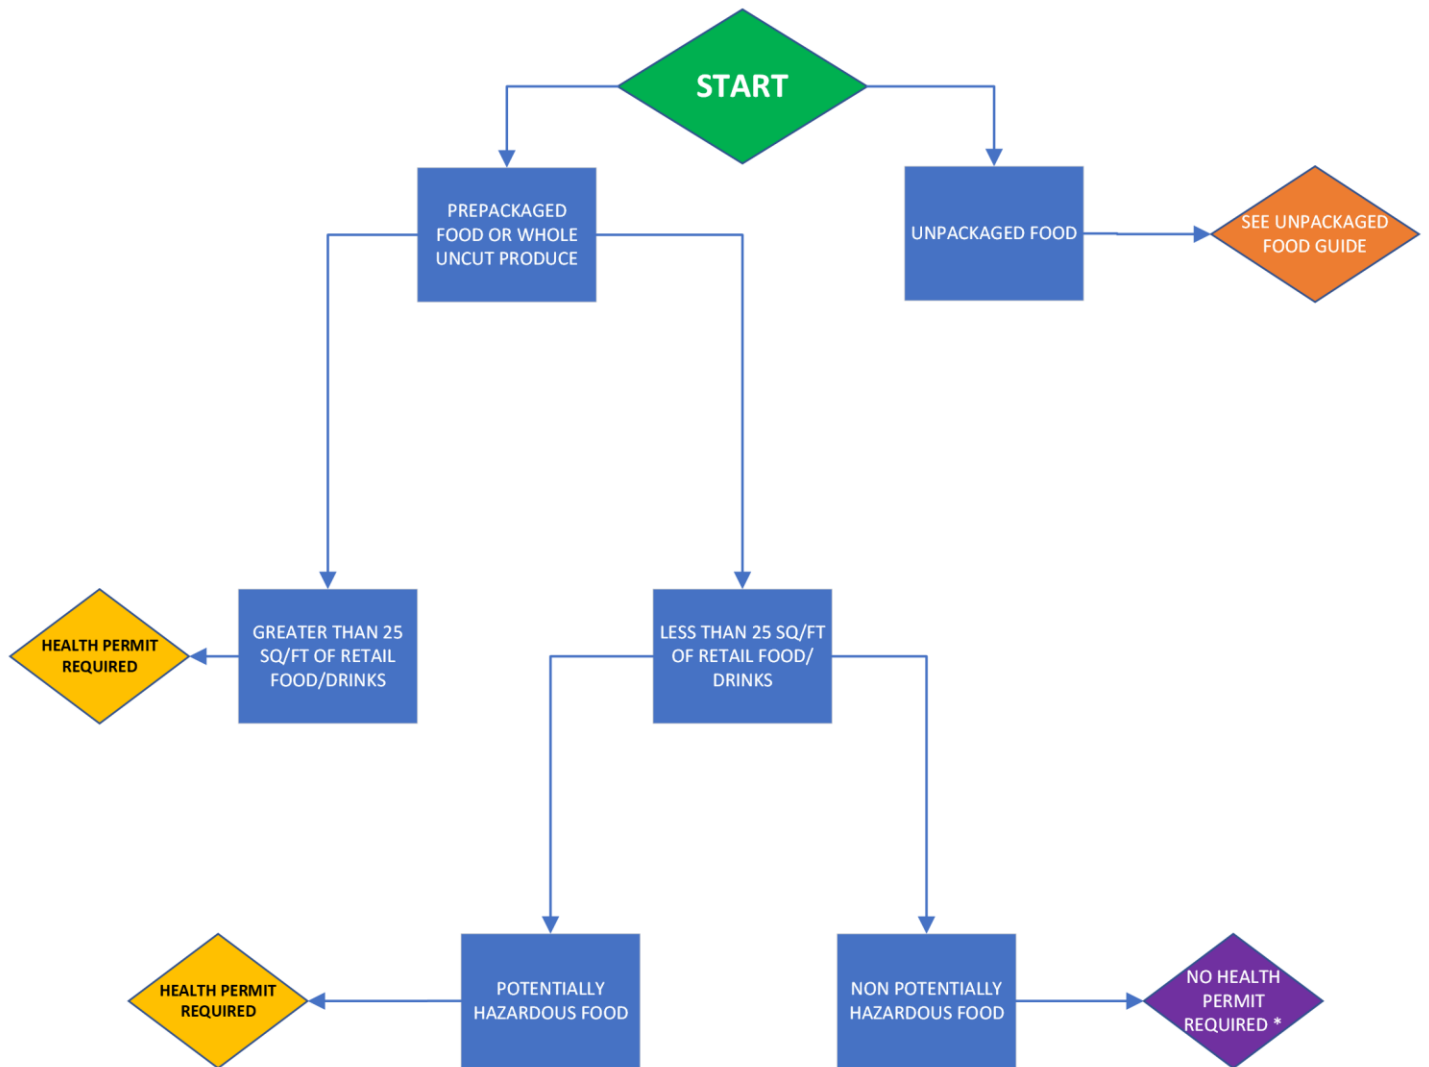 START
PREPACKAGED
FOOD OR WHOLE
UNCUT PRODUCE
UNPACKAGED FOOD
SEE UNPACKAGED
FOOD GUIDE
HEALTH PERMIT
REQUIRED
GREATER THAN 25
SQ/FT OF RETAIL
FOOD/DRINKS
LESS THAN 25 SQ/FT
OF RETAIL FOOD/
DRINKS
HEALTH PERMIT
REQUIRED
POTENTIALLY
HAZARDOUS FOOD
NON POTENTIALLY
HAZARDOUS FOOD
NO HEALTH
PERMIT
REQUIRED *